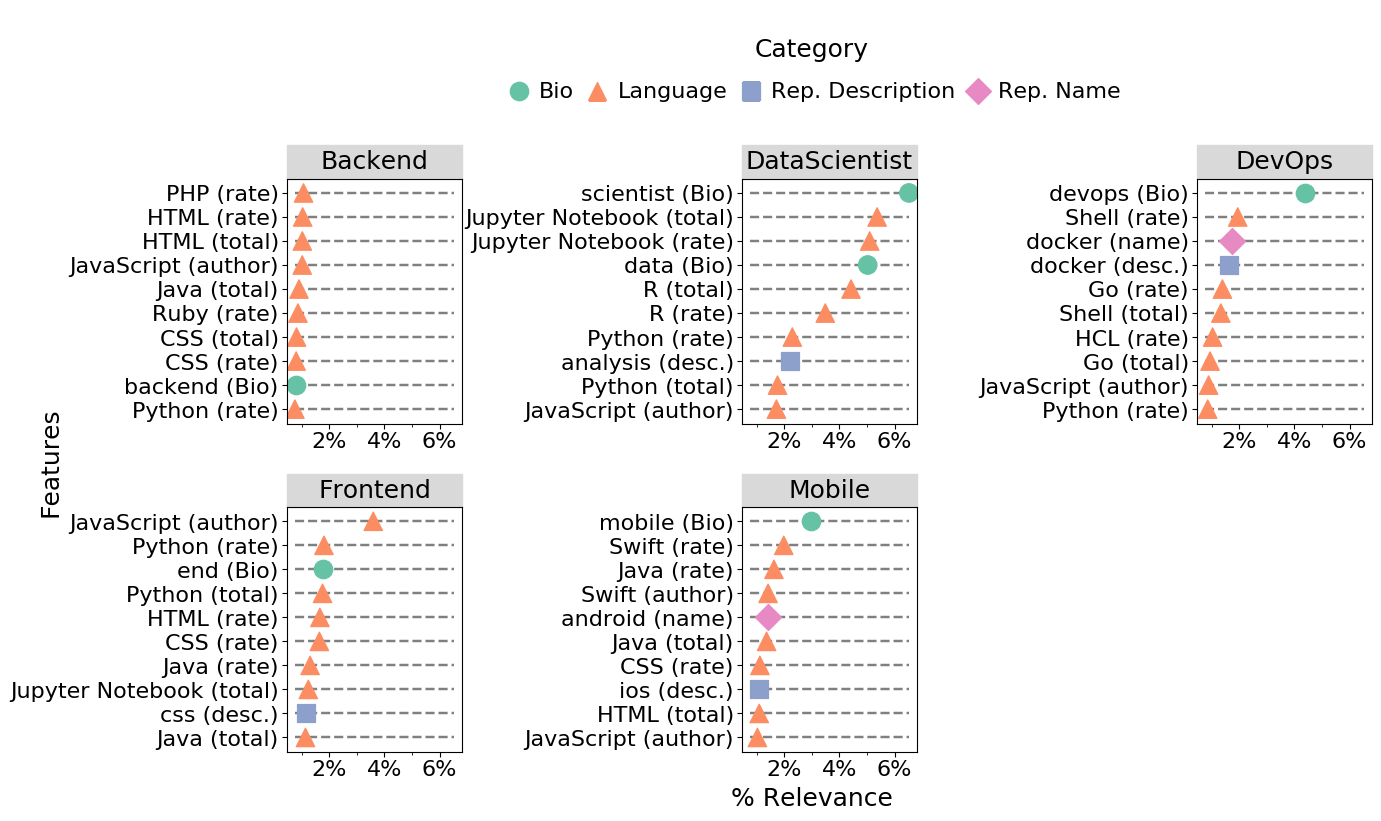 Category
Bio Language Rep. Description Rep. Name
Backend
PHP (rate)
HTML (rate)
HTML (total)
JavaScript (author)
Java (total)
Ruby (rate)
CSS (total)
CSS (rate)
backend (Bio)
Python (rate)
2% 4% 6%
DataScientist
scientist (Bio)
Jupyter Notebook (total)
Jupyter Notebook (rate)
data (Bio)
R (total)
R (rate)
Python (rate)
analysis (desc.)
Python (total)
JavaScript (author)
2% 4% 6%
DevOps
devops (Bio)
Shell (rate)
docker (name)
docker (desc.)
Go (rate)
Shell (total)
HCL (rate)
Go (total)
JavaScript (author)
Python (rate)
2% 4% 6%
Features
Frontend
JavaScript (author)
Python (rate)
end (Bio)
Python (total)
HTML (rate)
CSS (rate)
Java (rate)
Jupyter Notebook (total)
css (desc.)
Java (total)
2% 4% 6%
Mobile
mobile (Bio)
Swift (rate)
Java (rate)
Swift (author)
android (name)
Java (total)
CSS (rate)
ios (desc.)
HTML (total)
JavaScript (author)
2% 4% 6%
% Relevance